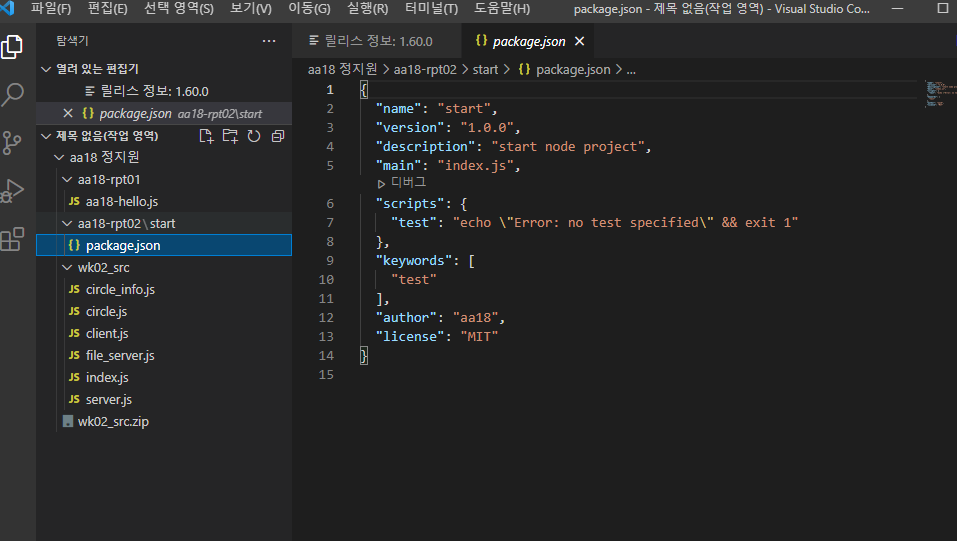 파일(F) 편집(E) 선택 영역(S) 보기(V) 이동(G) 실행(R) 터미널(T) 도움말(H) package.json - 제목 없음(작업 영역) - Visual Studio Co...
탐색기 ...
릴리스 정보: 1.60.0 {} package.json ×
열려 있는 편집기
릴리스 정보: 1.60.0
× {} package.json aa18-rpt02\start
제목 없음(작업 영역)
aa18 정지원
aa18-rpt01
JS aa18-hello.js
aa18-rpt02\start
{} package.json
wk02_src
JS circle_info.js
JS circle.js
JS client.js
JS file_server.js
JS index.js
JS server.js
wk02_src.zip
aa18 정지원 > aa18-rpt02 > start > {} package.json > ...
1 {
2 "name": "start",
3 "version": "1.0.0",
4 "description": "start node project",
5 "main": "index.js",
디버그
6 "scripts": {
7 "test": "echo \"Error: no test specified\" && exit 1"
8 },
9 "keywords": [
10 "test"
11 ],
12 "author": "aa18",
13 "license": "MIT"
14 }
15